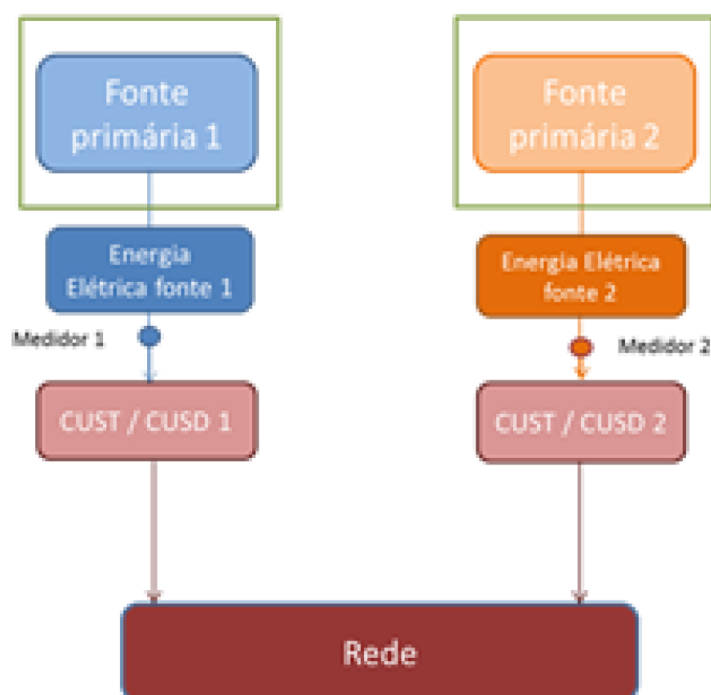 Fonte
primária 1
Fonte
primária 2
Energia
Elétrica fonte 1
Energia Elétrica
fonte 2
Medidor 1
Medidor 2
CUST / CUSD 1
CUST / CUSD 2
Rede